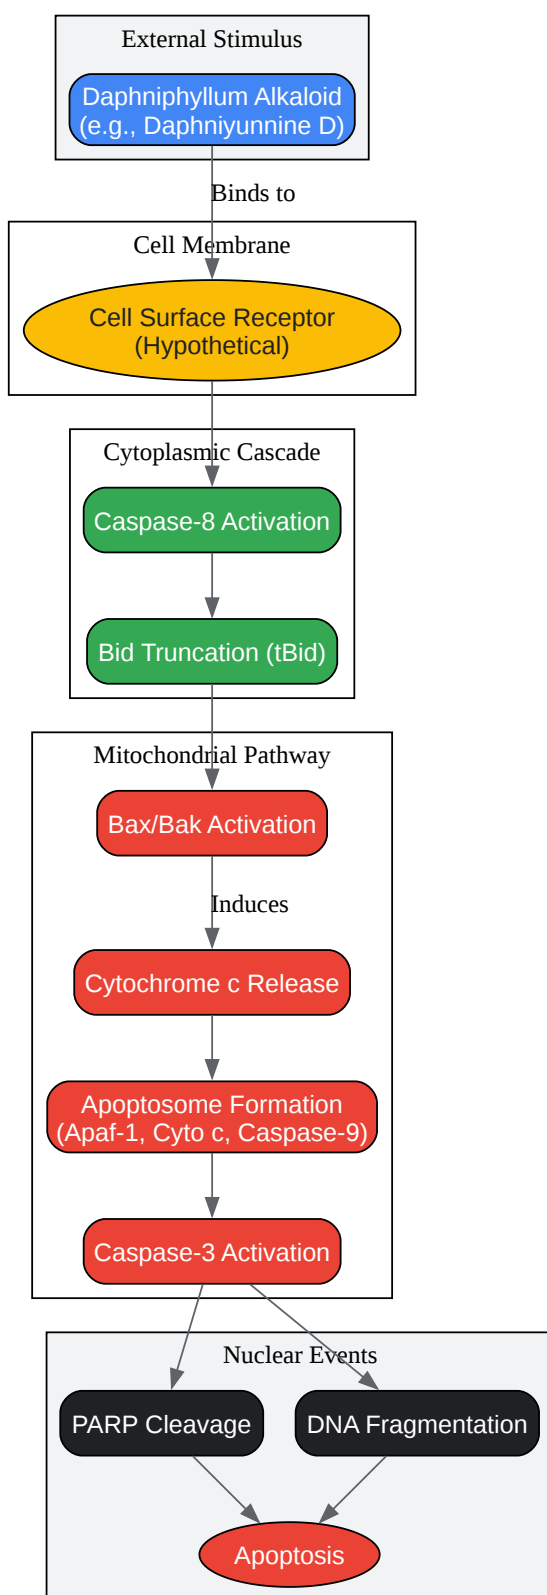 External Stimulus
Daphniphyllum Alkaloid
(e.g., Daphniyunnine D)
Binds to
Cell Membrane
Cell Surface Receptor
(Hypothetical)
Cytoplasmic Cascade
Caspase-8 Activation
Bid Truncation (tBid)
Mitochondrial Pathway
Bax/Bak Activation
Induces
Cytochrome c Release
Apoptosome Formation
(Apaf-1, Cyto c, Caspase-9)
Caspase-3 Activation
Nuclear Events
PARP Cleavage
DNA Fragmentation
Apoptosis